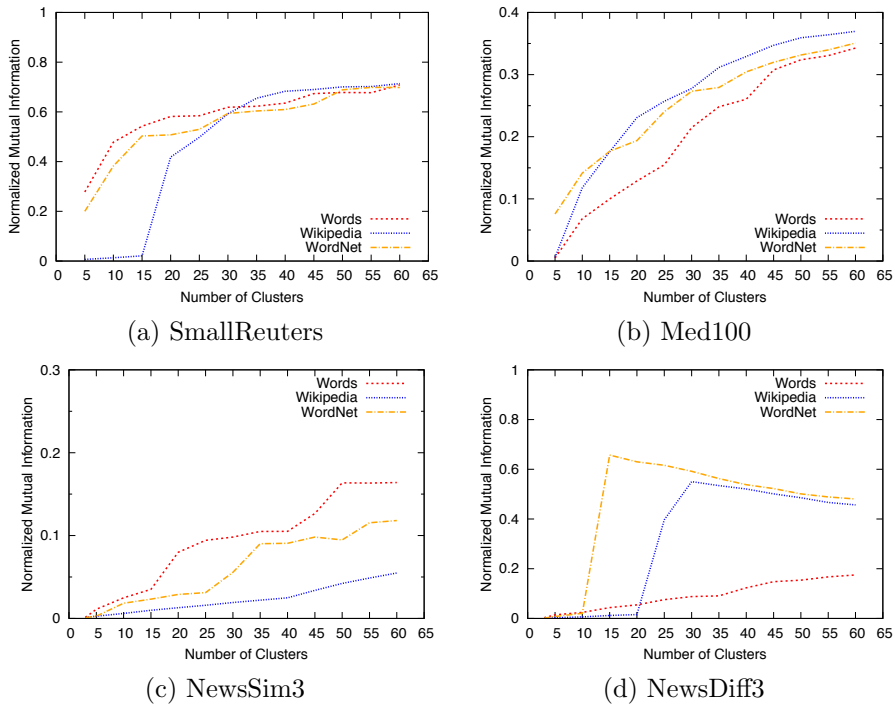 1
0.8
0.6
0.4
0.2
0
0 5 10 15 20 25 30 35 40 45 50 55 60 65
Normalized Mutual Information
Number of Clusters
Words
Wikipedia
WordNet
(a) SmallReuters
0.4
0.3
0.2
0.1
0
0 5 10 15 20 25 30 35 40 45 50 55 60 65
Normalized Mutual Information
Number of Clusters
Words
Wikipedia
WordNet
(b) Med100
0.3
0.2
0.1
0
0 5 10 15 20 25 30 35 40 45 50 55 60 65
Normalized Mutual Information
Number of Clusters
Words
Wikipedia
WordNet
(c) NewsSim3
1
0.8
0.6
0.4
0.2
0
0 5 10 15 20 25 30 35 40 45 50 55 60 65
Normalized Mutual Information
Number of Clusters
Words
Wikipedia
WordNet
(d) NewsDiff3